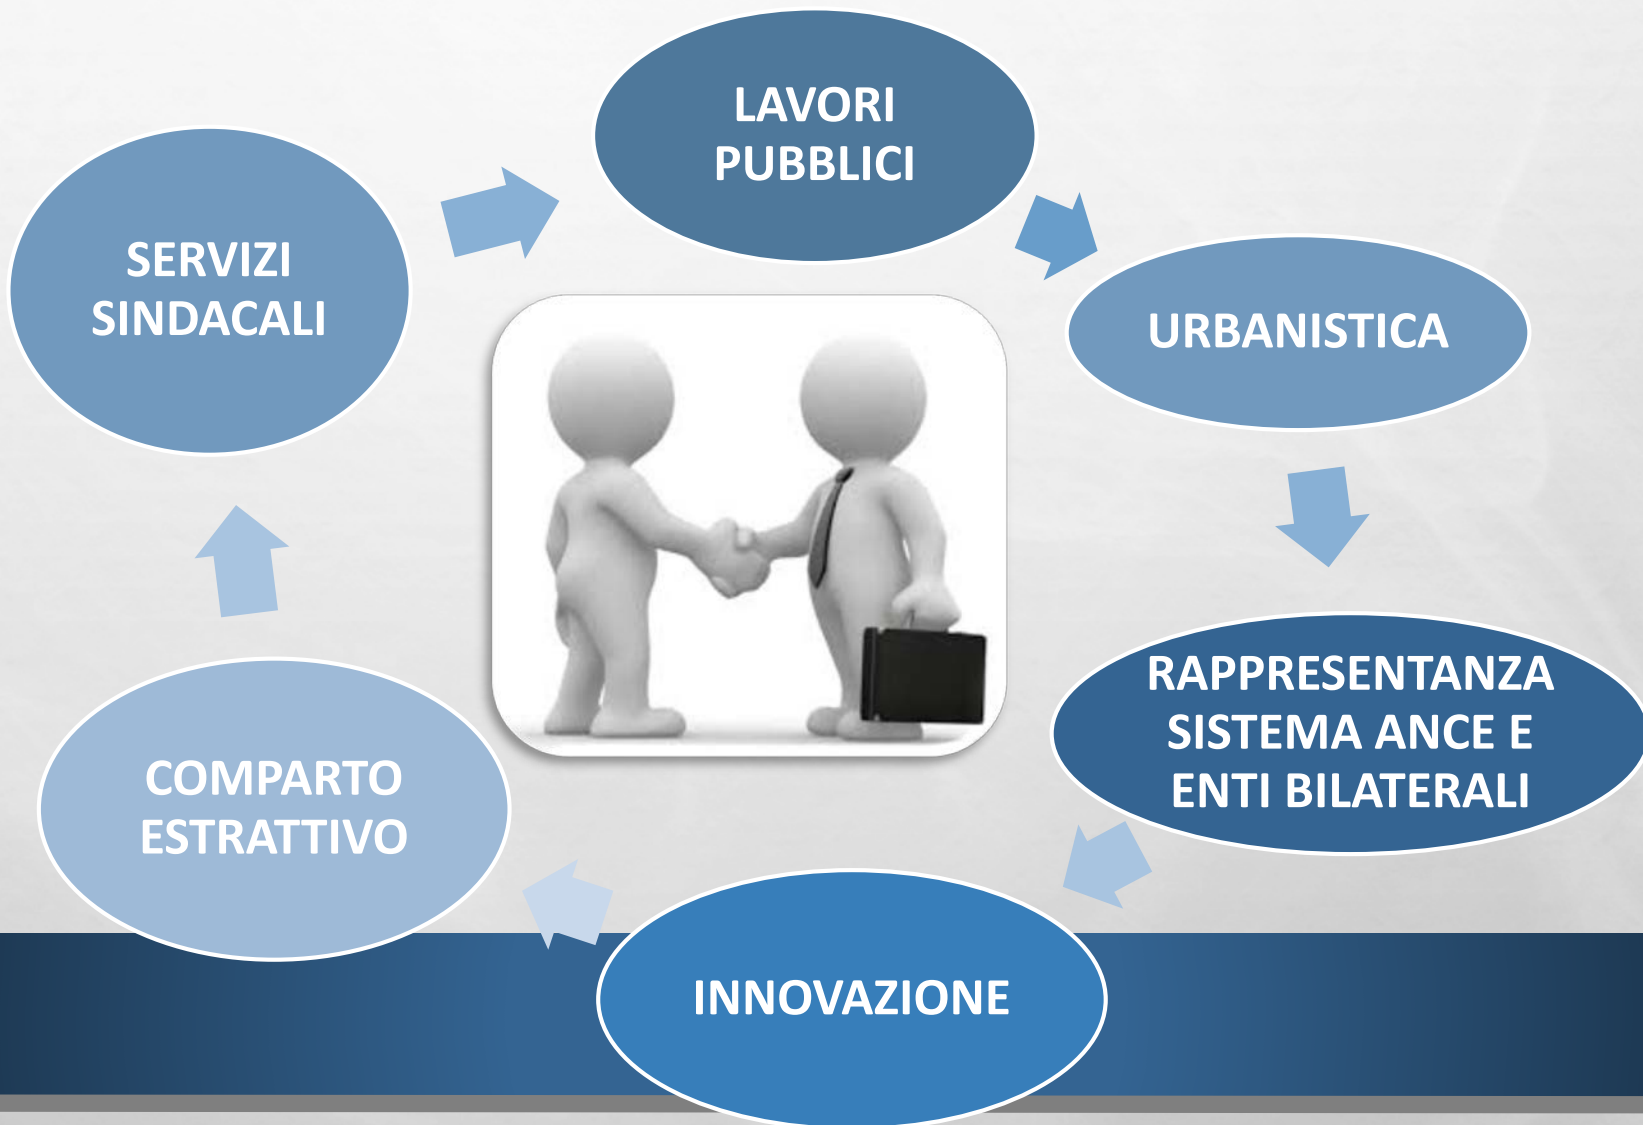 LAVORI
PUBBLICI
URBANISTICA
RAPPRESENTANZA
SISTEMA ANCE E
ENTI BILATERALI
INNOVAZIONE
COMPARTO
ESTRATTIVO
SERVIZI
SINDACALI